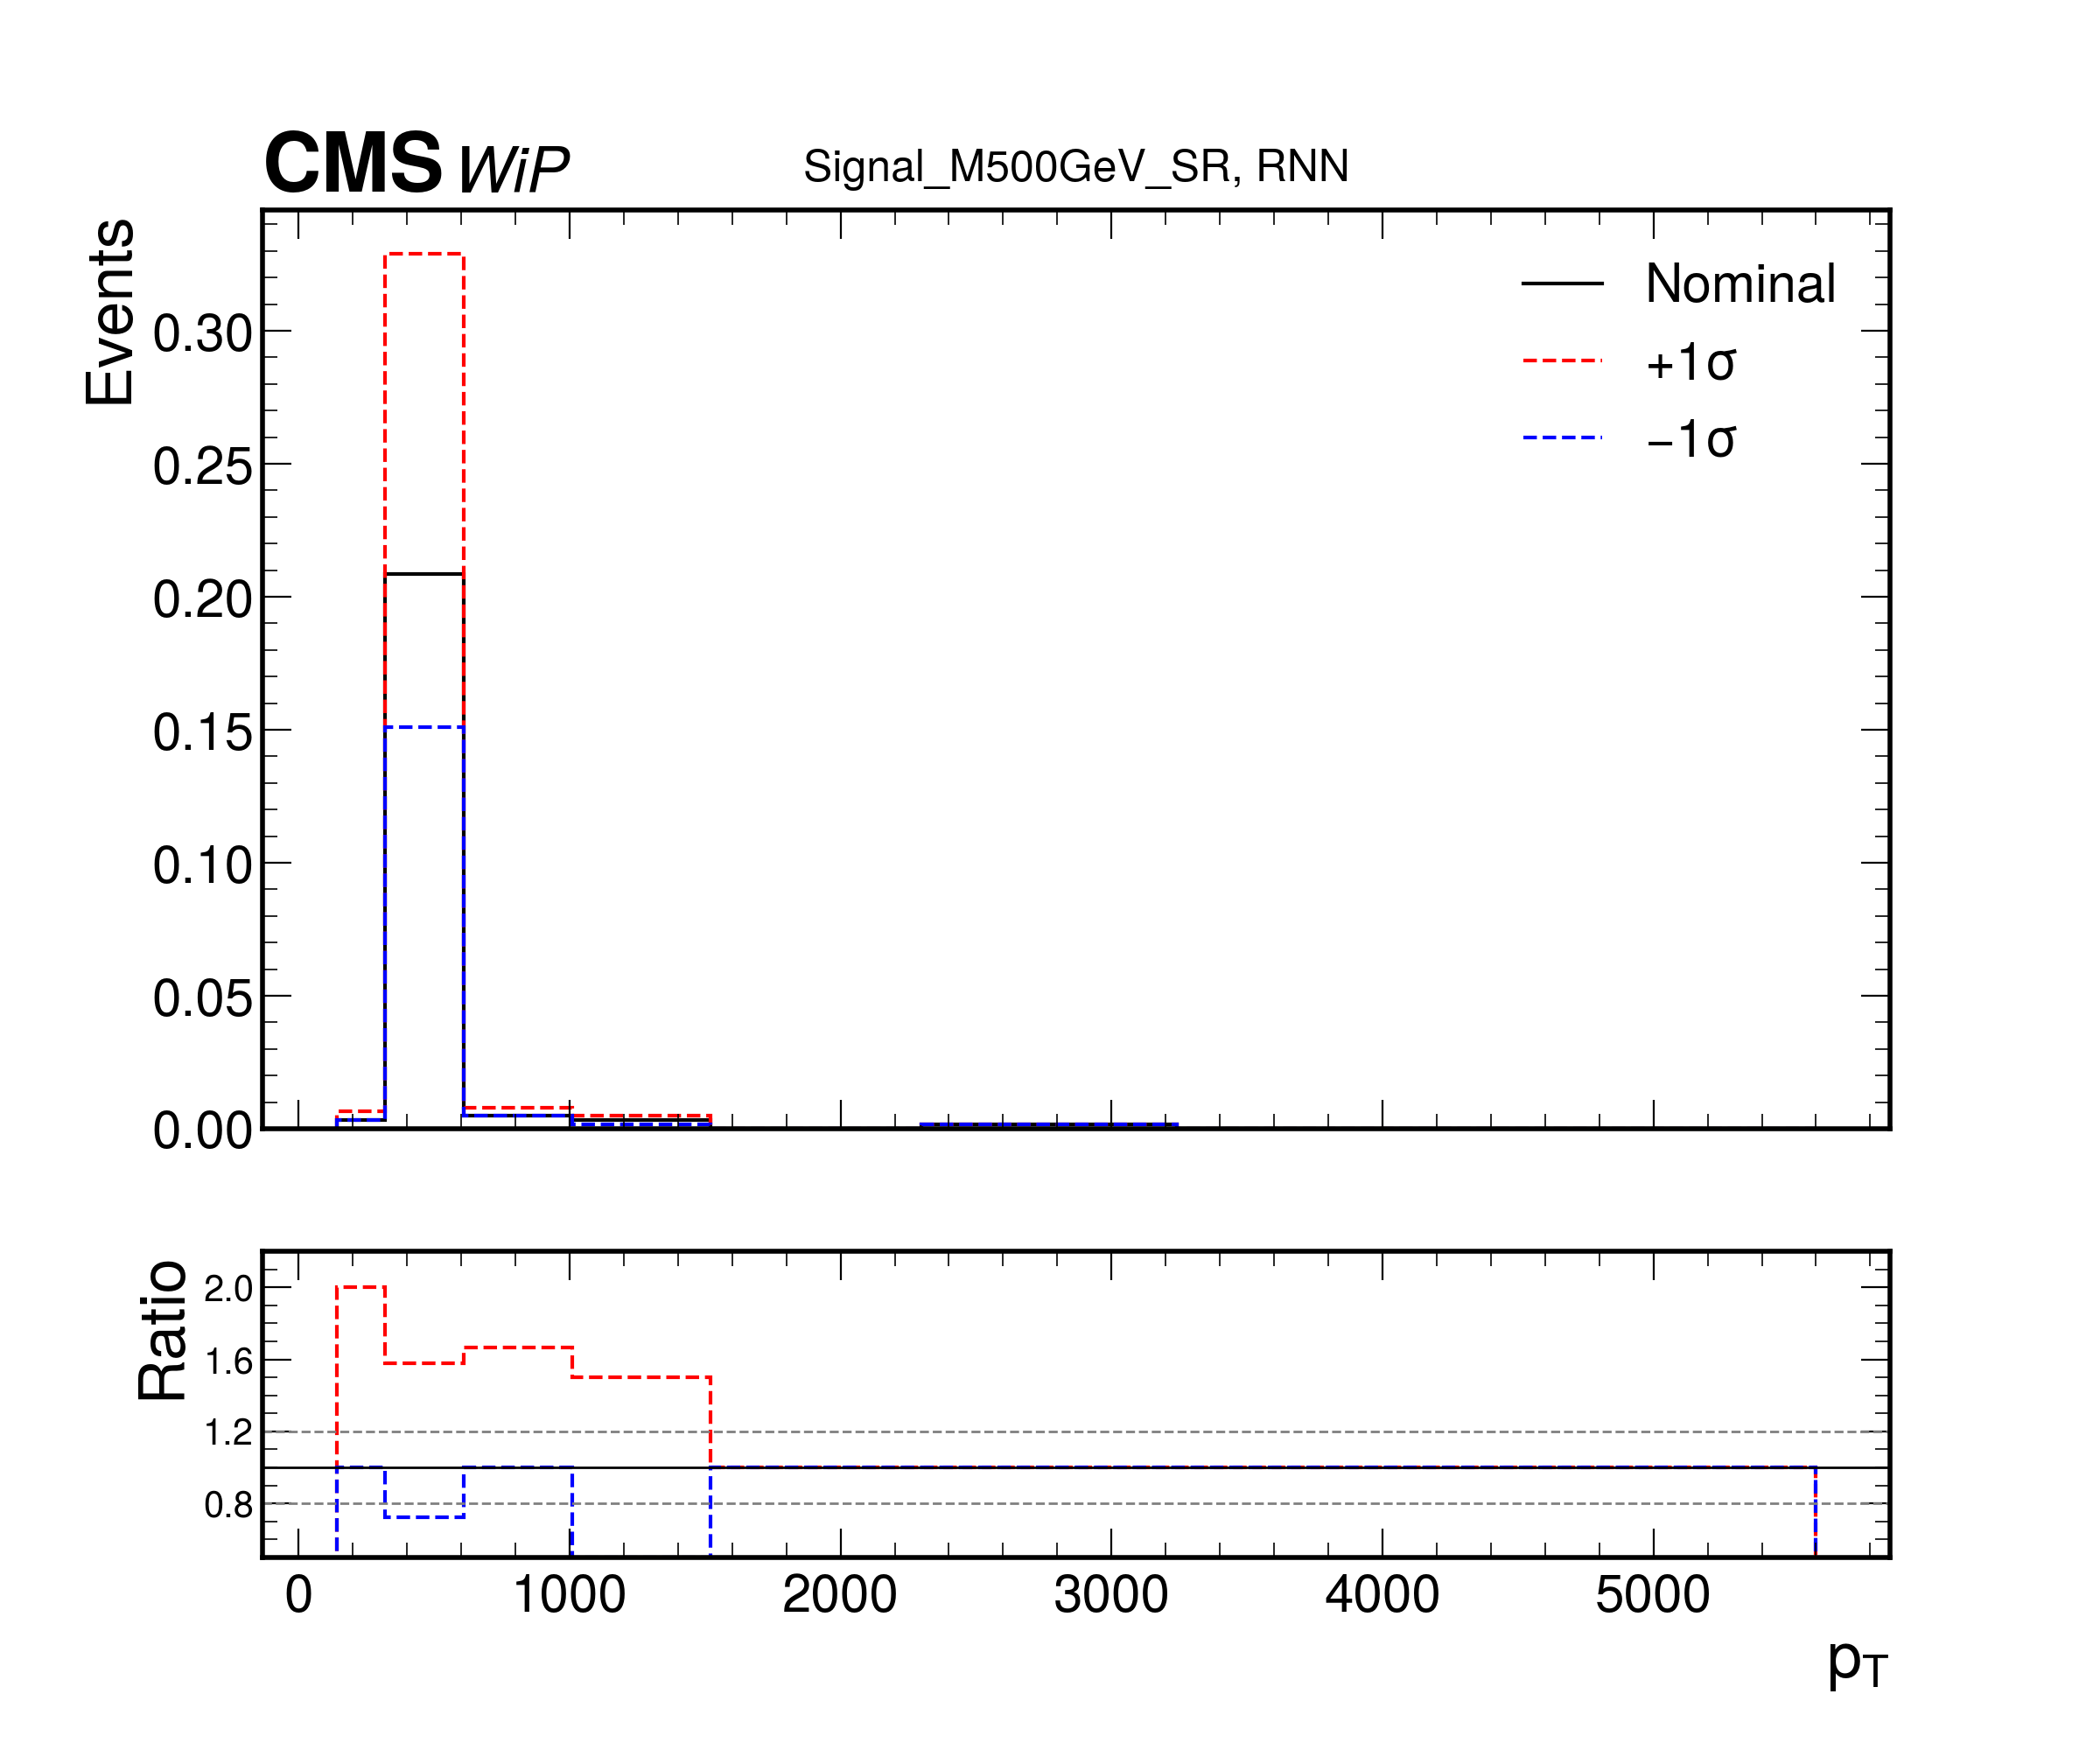 CMS WiP
Signal_M500GeV_SR, RNN
Events
0.30
0.25
0.20
0.15
0.10
0.05
0.00
Nominal
+1σ
−1σ
Ratio
2.0
1.6
1.2
0.8
0 1000 2000 3000 4000 5000
pT